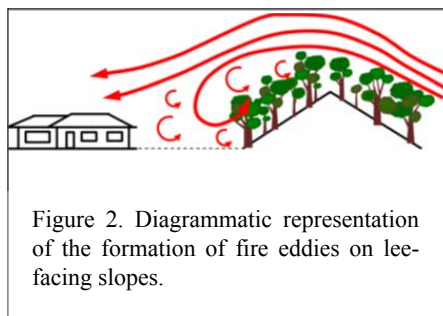 Figure 2. Diagrammatic representation
of the formation of fire eddies on lee-
facing slopes.